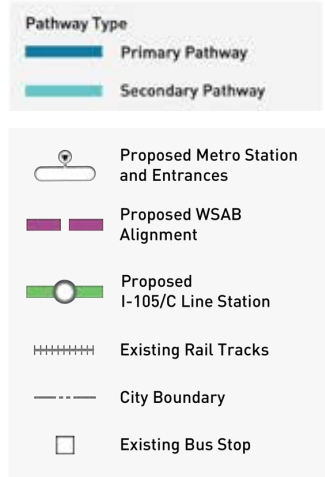 Pathway Type
Primary Pathway
Secondary Pathway
Proposed Metro Station
and Entrances
Proposed WSAB
Alignment
Proposed
I-105/C Line Station
Existing Rail Tracks
City Boundary
Existing Bus Stop